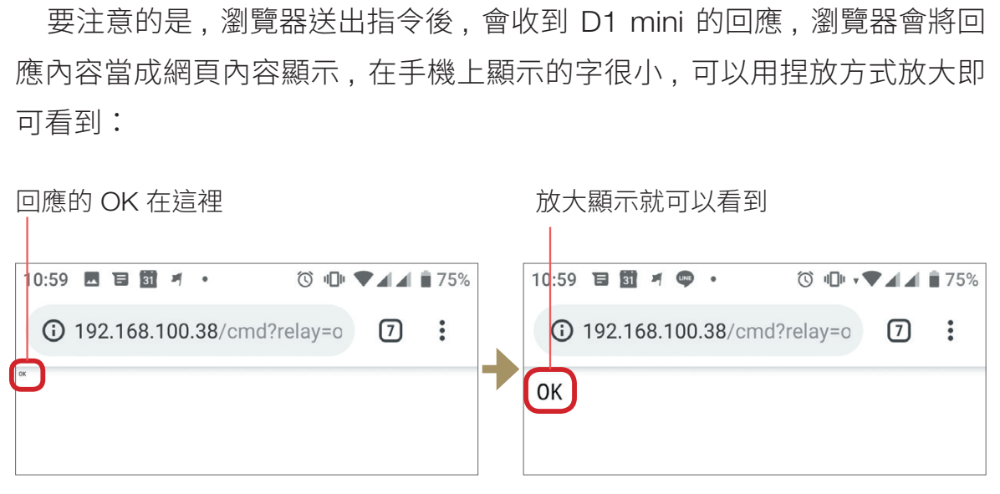 要注意的是 , 瀏覽器送出指令後 , 會收到 D1 mini 的回應 , 瀏覽器會將回
應內容當成網頁內容顯示 , 在手機上顯示的字很小 , 可以用捏放方式放大即
可看到：
回應的 OK 在這裡
放大顯示就可以看到
10:59 31 75%
192.168.100.38/cmd?relay=o 7
OK
10:59 31 LINE 75%
192.168.100.38/cmd?relay=o 7
OK